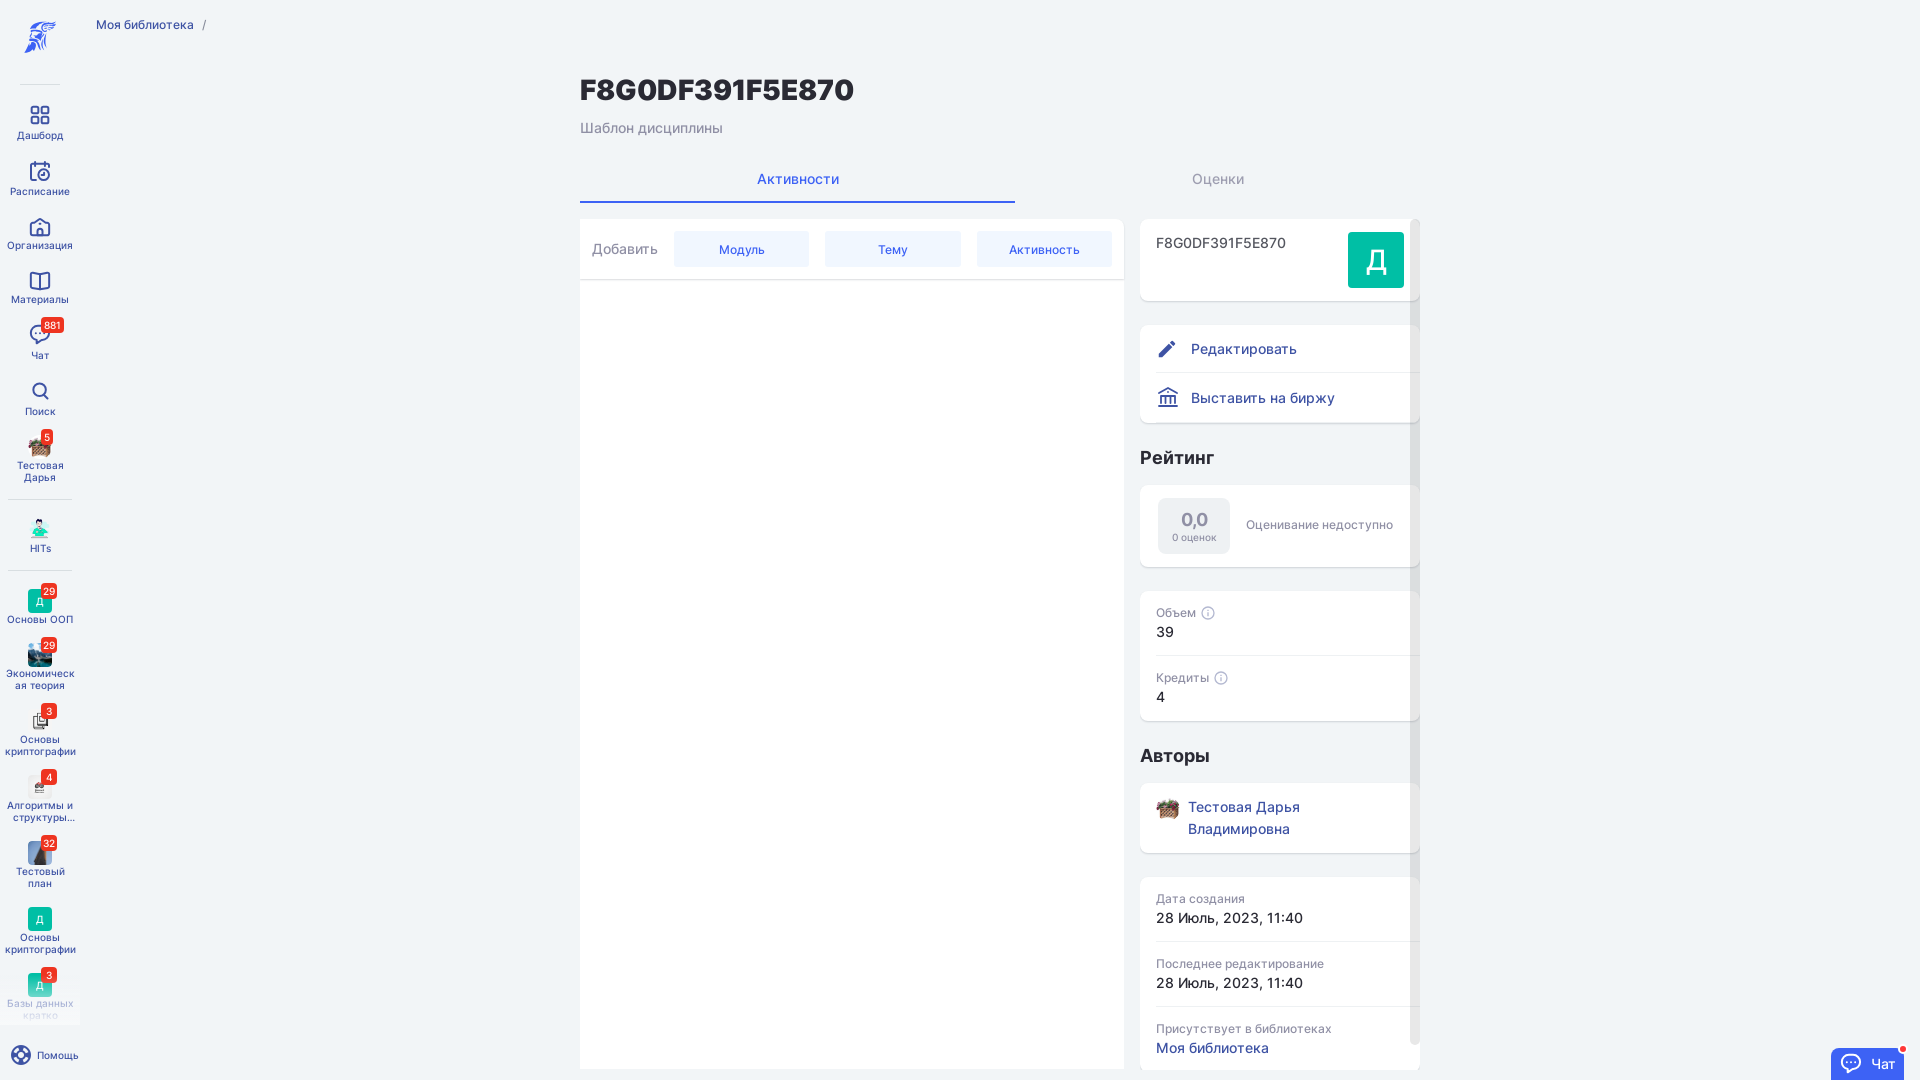 Моя библиотека /
Дашборд
Расписание
Организация
Материалы
881
Чат
Поиск
5
Тестовая
Дарья
HITs
29
Д
Основы ООП
29
Экономическ
ая теория
3
Основы
криптографии
4
Алгоритмы и
структуры...
32
Тестовый
план
Д
Основы
криптографии
3
Д
Базы данных
кратко
Помощь
F8G0DF391F5E870
Шаблон дисциплины
Активности
Оценки
Добавить
Модуль
Тему
Активность
F8G0DF391F5E870
Д
Редактировать
Выставить на биржу
Рейтинг
0,0
0 оценок
Оценивание недоступно
Объем
39
Кредиты
4
Авторы
Тестовая Дарья
Владимировна
Дата создания
28 Июль, 2023, 11:40
Последнее редактирование
28 Июль, 2023, 11:40
Присутствует в библиотеках
Моя библиотека
Чат